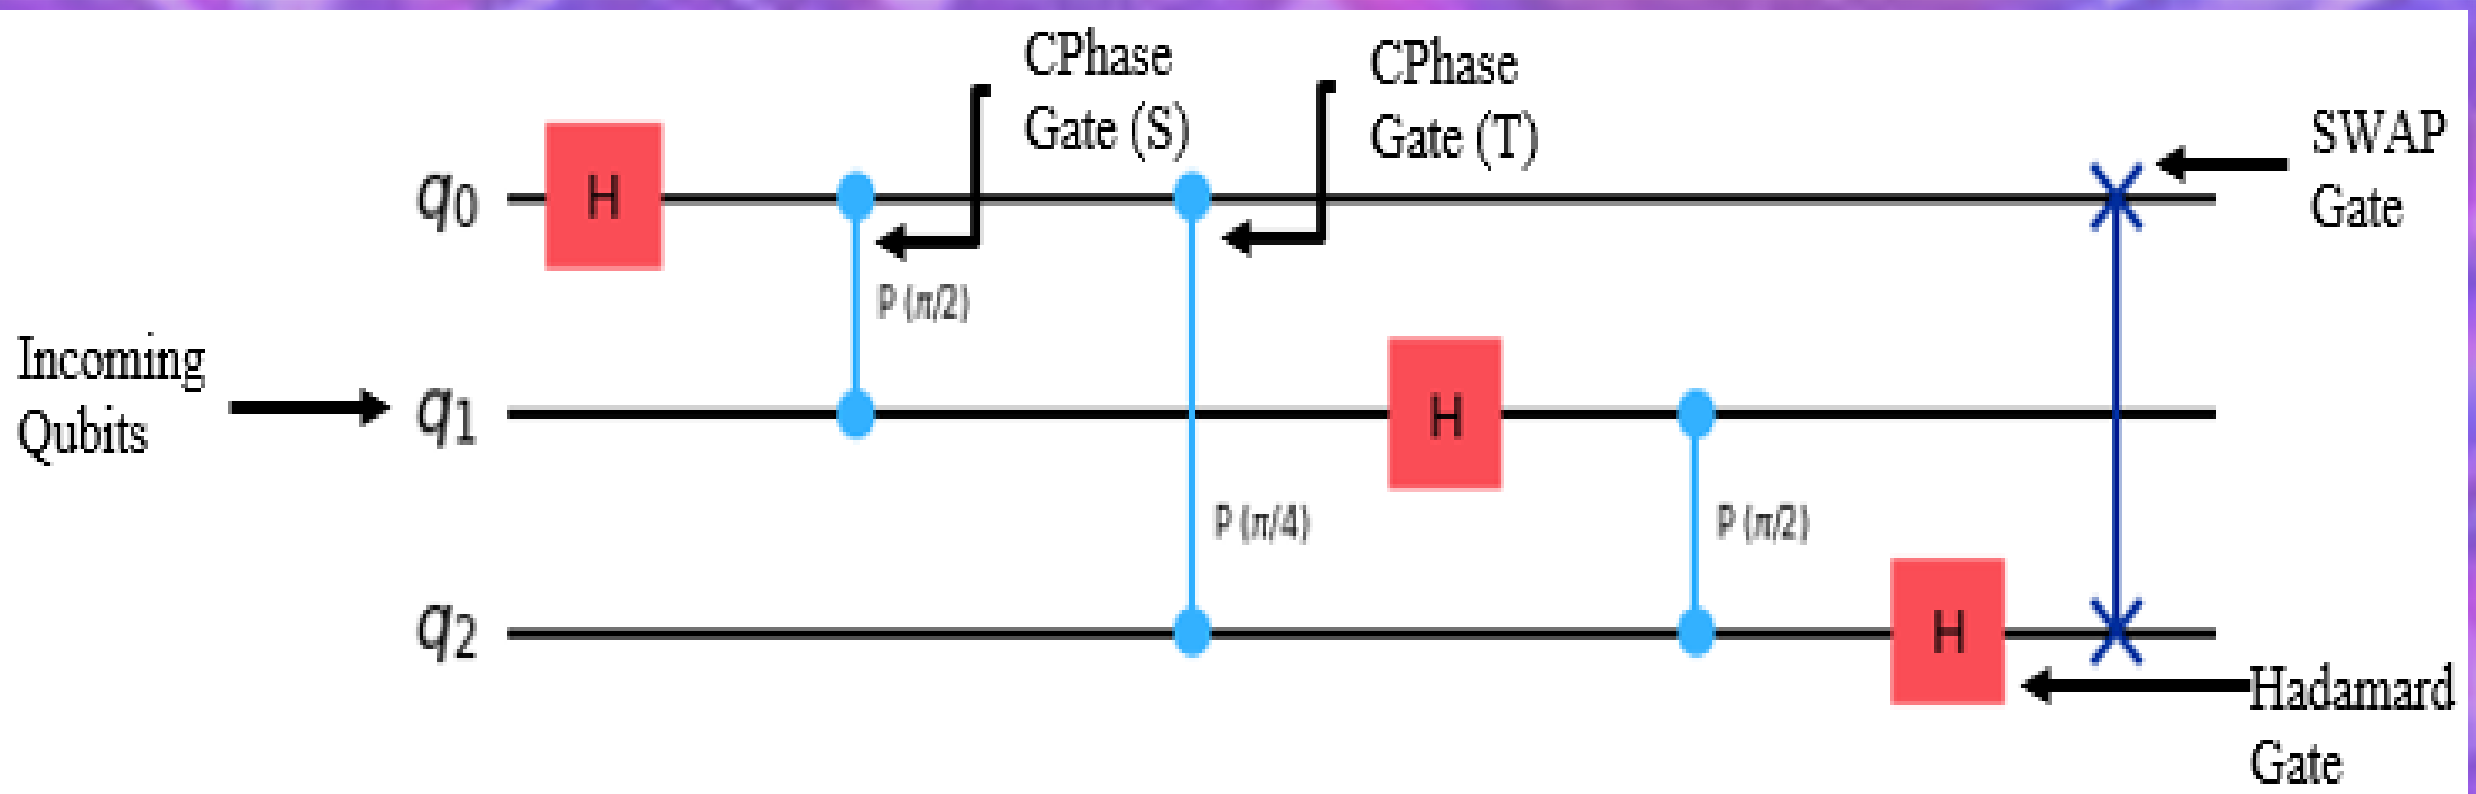 CPhase
Gate (S)
CPhase
Gate (T)
SWAP
Gate
q0
H
P (π/2)
Incoming
Qubits
q1
H
P (π/4)
P (π/2)
q2
H
Hadamard
Gate